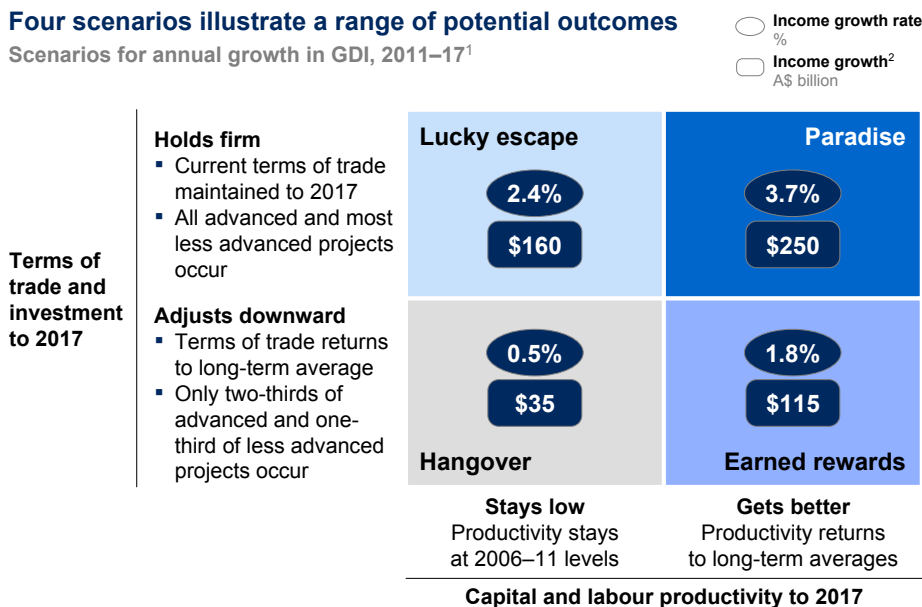 Four scenarios illustrate a range of potential outcomes
Scenarios for annual growth in GDI, 2011–17¹
Income growth rate
%
Income growth²
A$ billion
Terms of
trade and
investment
to 2017
Holds firm
▪ Current terms of trade
maintained to 2017
▪ All advanced and most
less advanced projects
occur
Adjusts downward
▪ Terms of trade returns
to long-term average
▪ Only two-thirds of
advanced and one-
third of less advanced
projects occur
Lucky escape
2.4%
$160
Paradise
3.7%
$250
0.5%
$35
Hangover
1.8%
$115
Earned rewards
Stays low
Productivity stays
at 2006–11 levels
Gets better
Productivity returns
to long-term averages
Capital and labour productivity to 2017